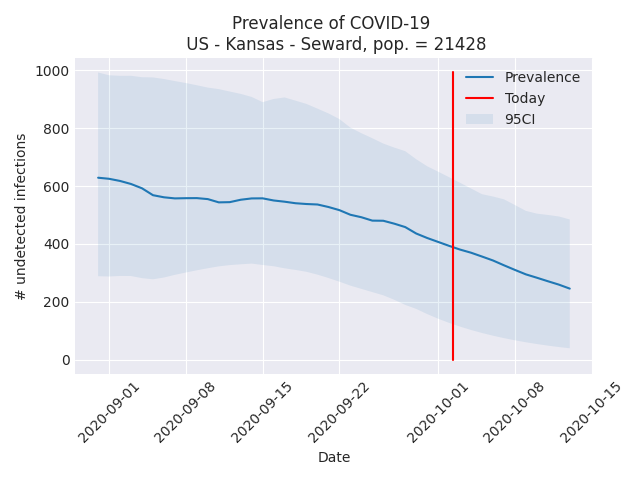 Prevalence of COVID-19
US - Kansas - Seward, pop. = 21428
1000
800
600
400
200
0
# undetected infections
Prevalence
Today
95CI
2020-09-01
2020-09-08
2020-09-15
2020-09-22
2020-10-01
2020-10-08
2020-10-15
Date